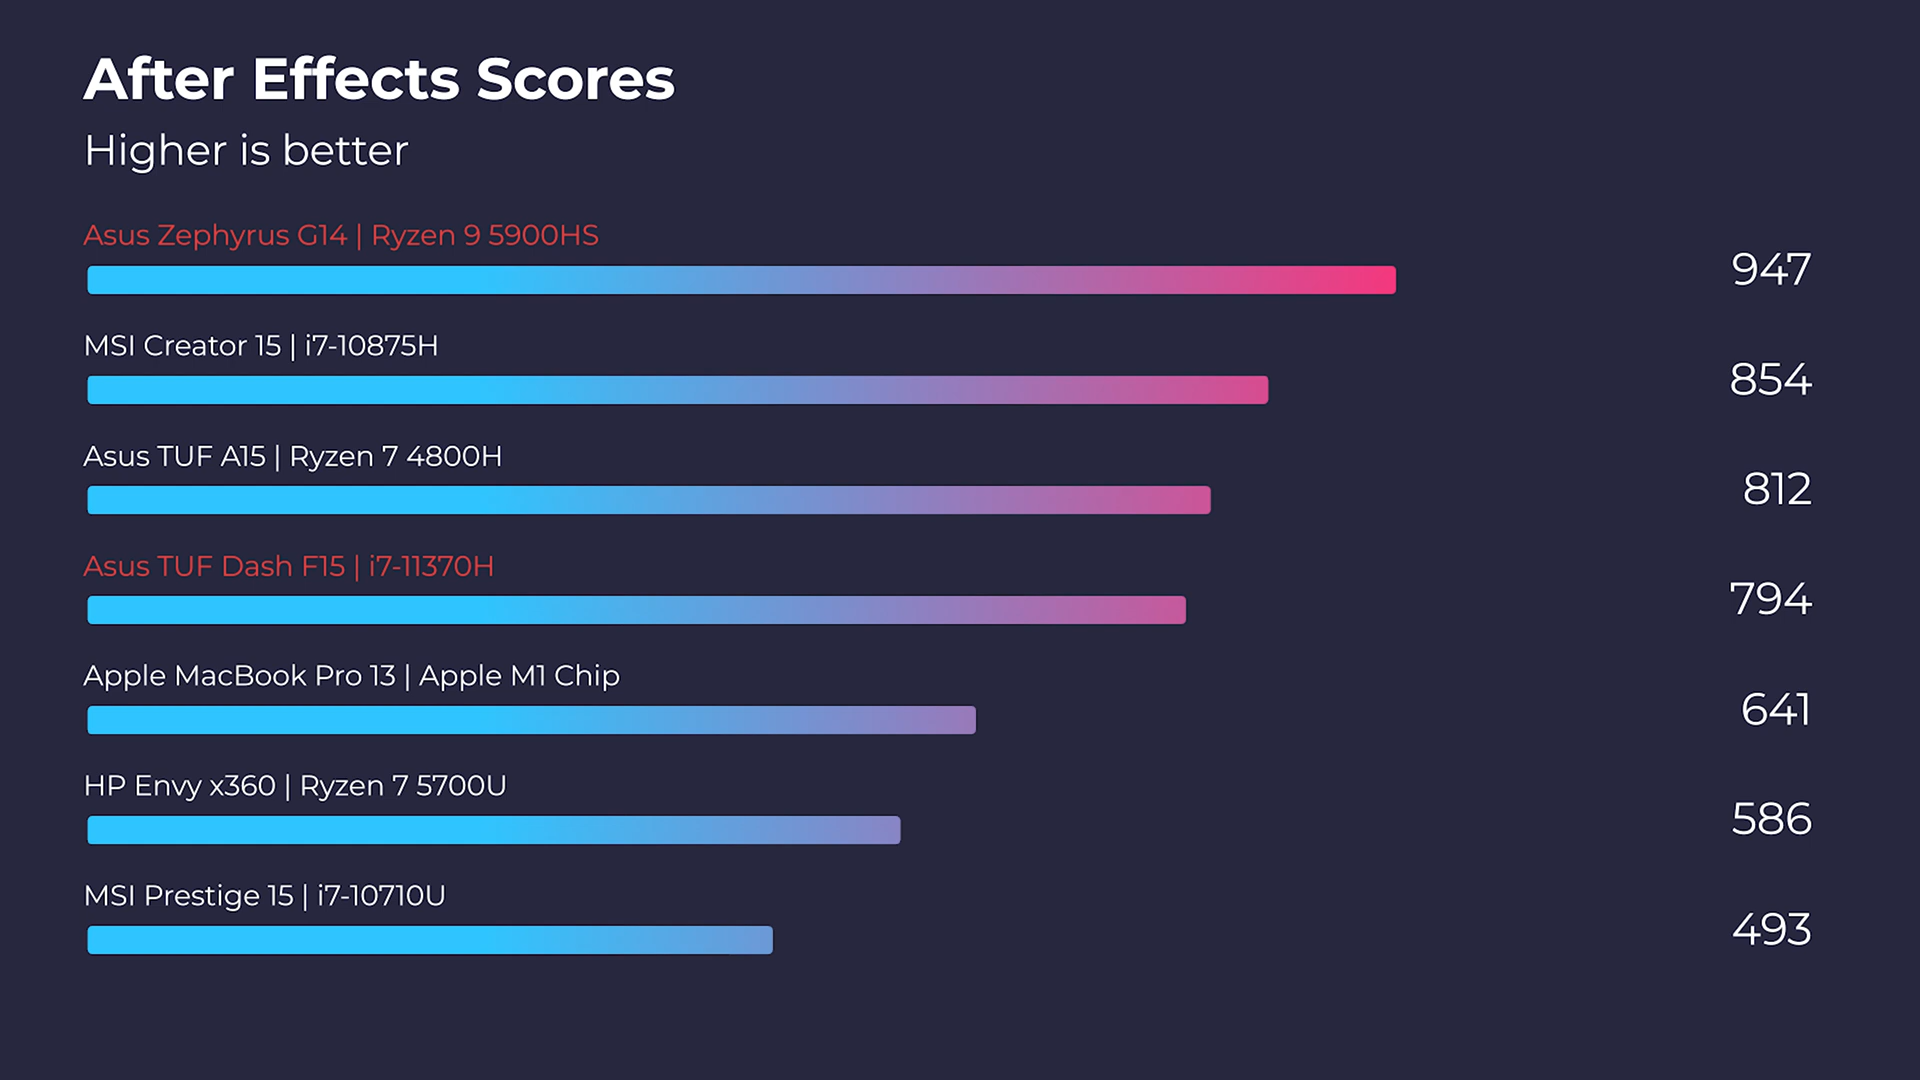 After Effects Scores
Higher is better
Asus Zephyrus G14 | Ryzen 9 5900HS
947
MSI Creator 15 | i7-10875H
854
Asus TUF A15 | Ryzen 7 4800H
812
Asus TUF Dash F15 | i7-11370H
794
Apple MacBook Pro 13 | Apple M1 Chip
641
HP Envy x360 | Ryzen 7 5700U
586
MSI Prestige 15 | i7-10710U
493